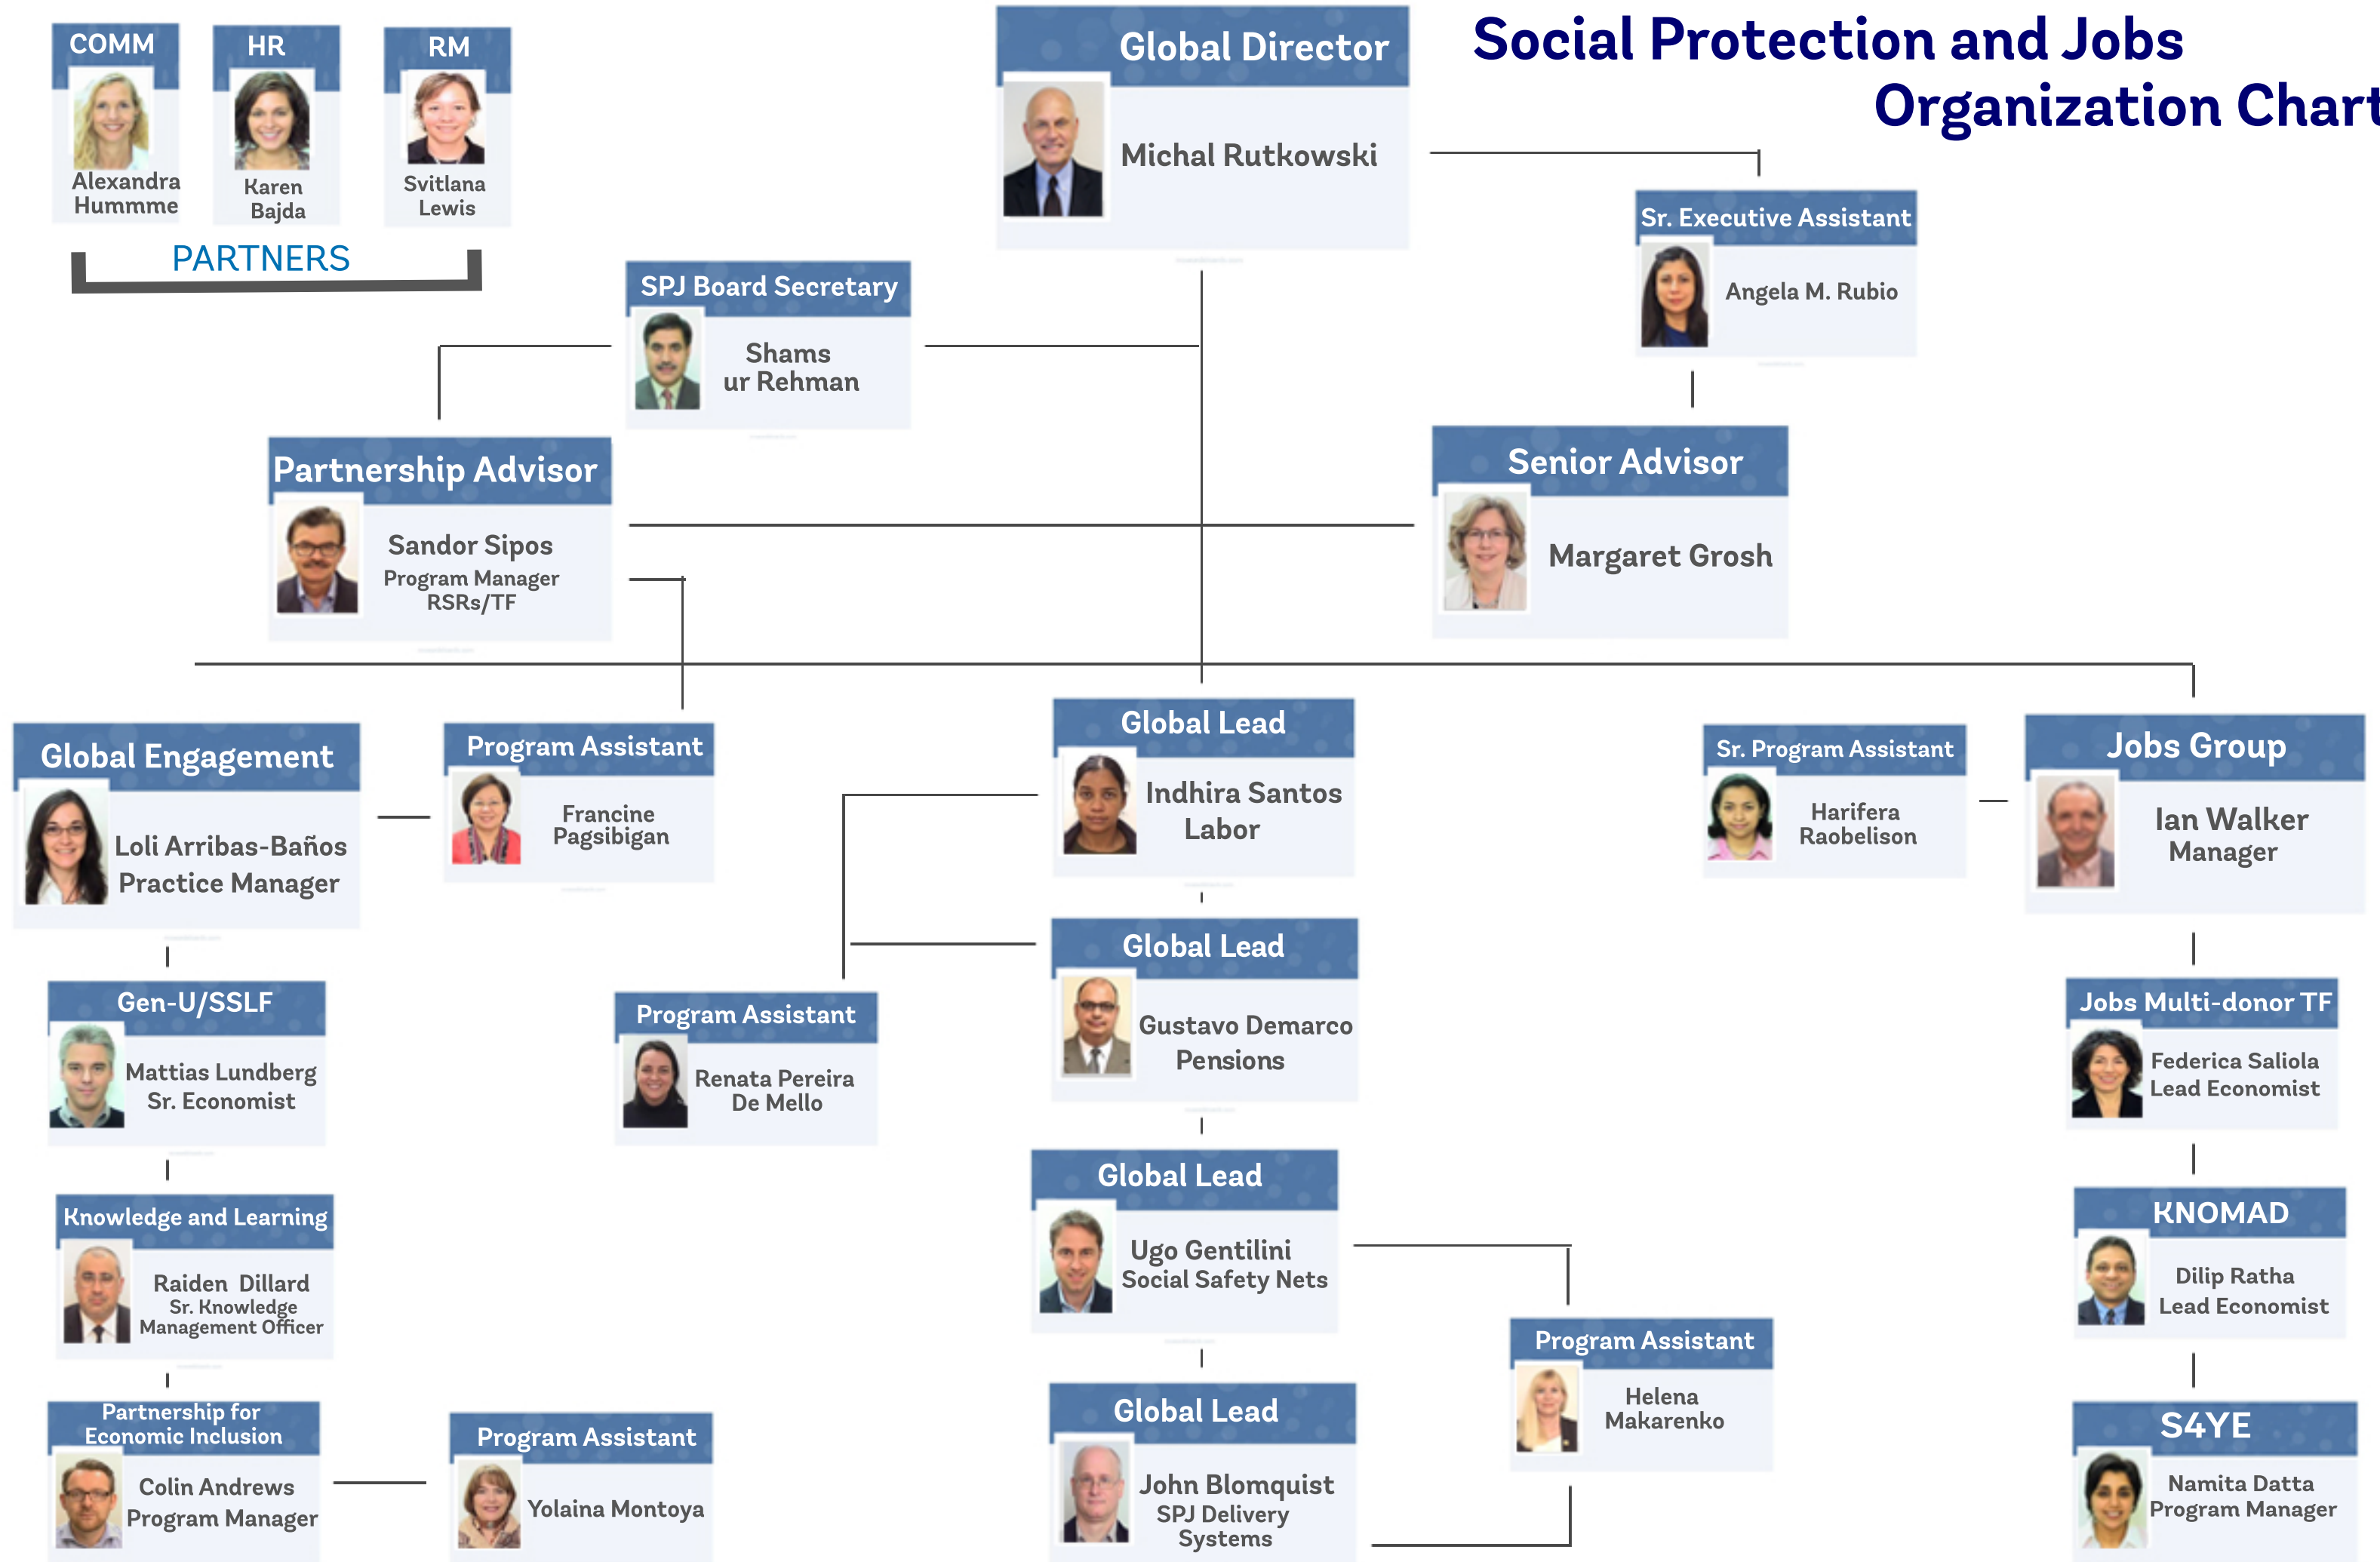 COMM
Alexandra
Hummme
HR
Karen
Bajda
RM
Svitlana
Lewis
PARTNERS
Global Director
Michal Rutkowski
Social Protection and Jobs
Organization Chart
Sr. Executive Assistant
Angela M. Rubio
SPJ Board Secretary
Shams
ur Rehman
Partnership Advisor
Sandor Sipos
Program Manager
RSRs/TF
Senior Advisor
Margaret Grosh
Global Engagement
Loli Arribas-Baños
Practice Manager
Program Assistant
Francine
Pagsibigan
Global Lead
Indhira Santos
Labor
Sr. Program Assistant
Harifera
Raobelison
Jobs Group
Ian Walker
Manager
Gen-U/SSLF
Mattias Lundberg
Sr. Economist
Program Assistant
Renata Pereira
De Mello
Global Lead
Gustavo Demarco
Pensions
Jobs Multi-donor TF
Federica Saliola
Lead Economist
Knowledge and Learning
Raiden Dillard
Sr. Knowledge
Management Officer
Global Lead
Ugo Gentilini
Social Safety Nets
KNOMAD
Dilip Ratha
Lead Economist
Program Assistant
Helena
Makarenko
Partnership for
Economic Inclusion
Colin Andrews
Program Manager
Program Assistant
Yolaina Montoya
Global Lead
John Blomquist
SPJ Delivery
Systems
S4YE
Namita Datta
Program Manager